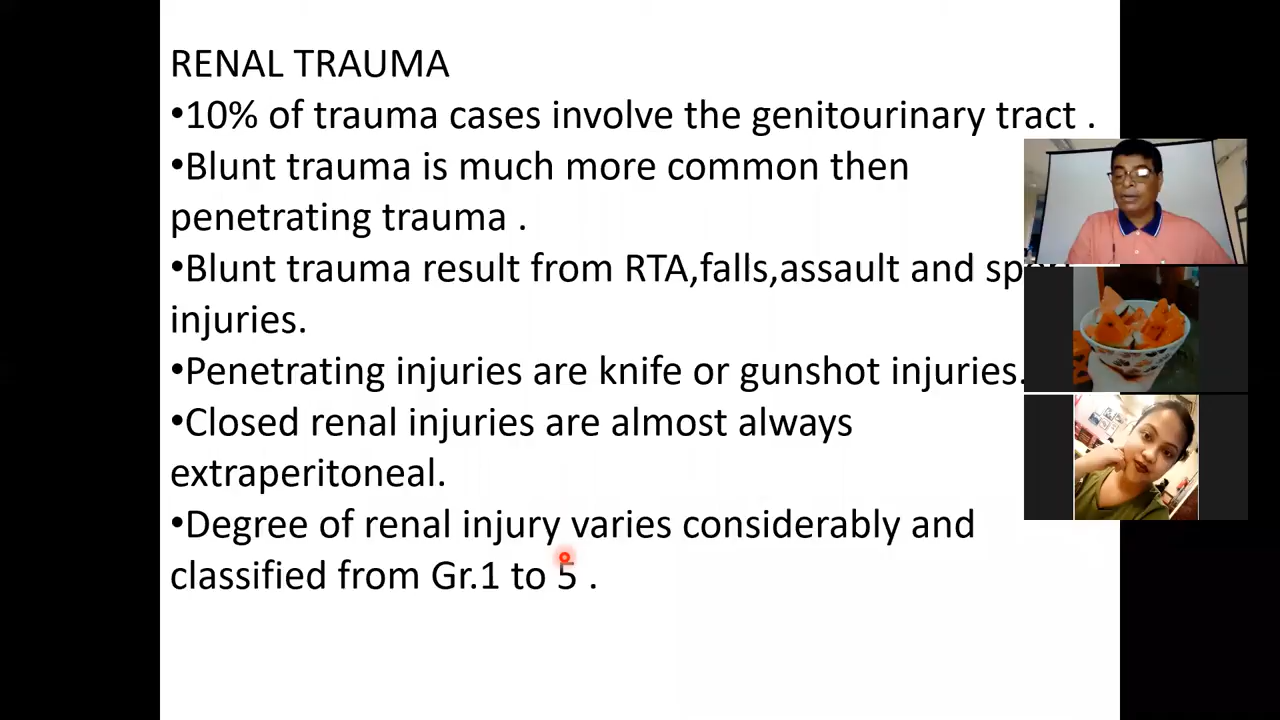 RENAL TRAUMA
•10% of trauma cases involve the genitourinary tract .
•Blunt trauma is much more common then
penetrating trauma .
•Blunt trauma result from RTA,falls,assault and
injuries.
•Penetrating injuries are knife or gunshot injuries.
•Closed renal injuries are almost always
extraperitoneal.
•Degree of renal injury varies considerably and
classified from Gr.1 to 5 .